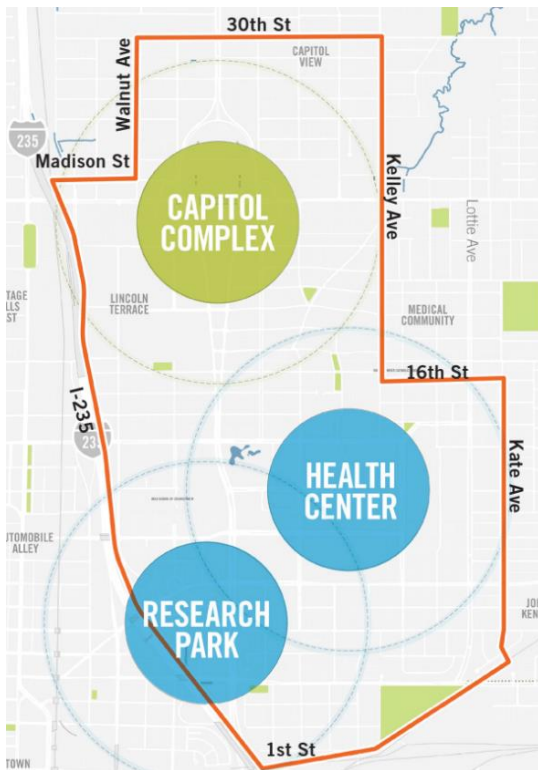 30th St
CAPITOL
VIEW
Walnut Ave
235
Madison St
Kelley Ave
CAPITOL
COMPLEX
Lottie Ave
LINCOLN
TERRACE
MEDICAL
COMMUNITY
16th St
I-235
Kate Ave
HEALTH
CENTER
AUTOMOBILE
ALLEY
RESEARCH
PARK
1st St
TOWN